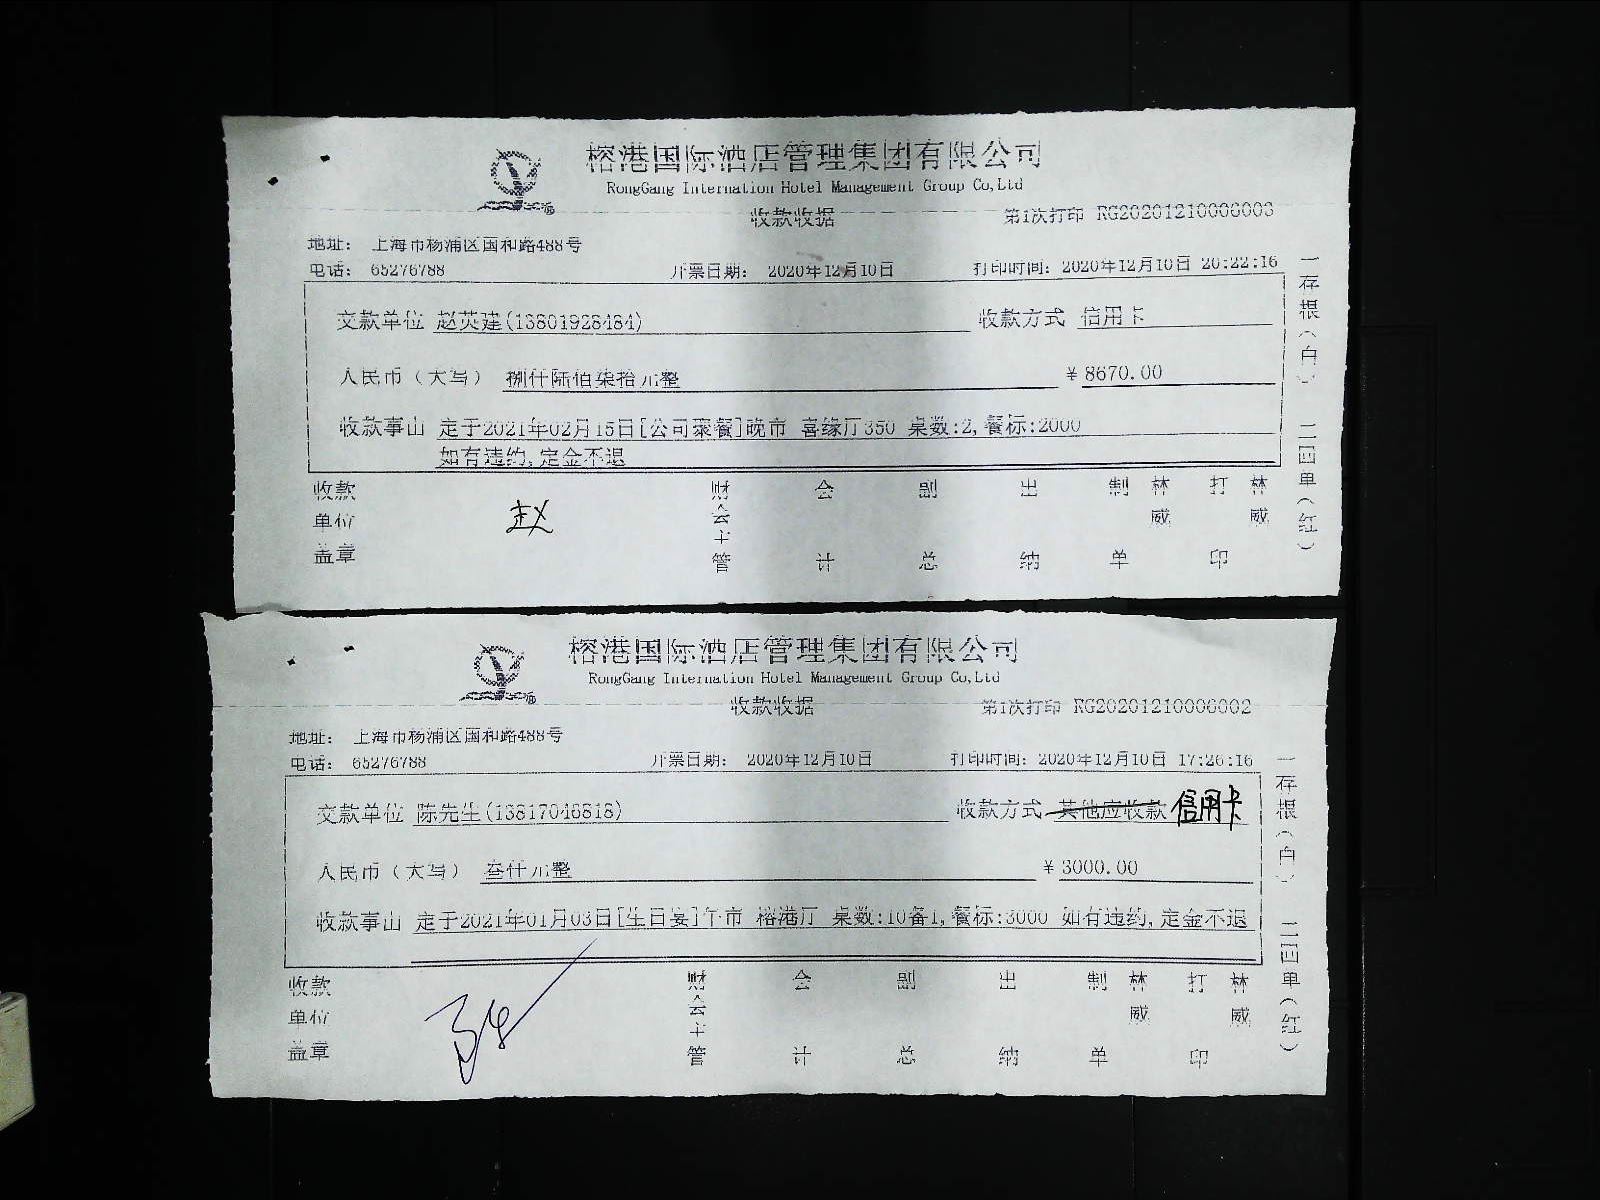 榕港国际酒店管理集团有限公司
RongGang Internation Hotel Management Group Co,Ltd
收款收据 第1次打印 RG20201210006003
地址: 上海市杨浦区国和路488号
电话: 65276788 开票日期: 2020年12月10日 打印时间: 2020年12月10日 20:22:16
交款单位 赵英建(13801928484) 收款方式 信用卡
人民币(大写) 捌仟陆佰柒拾元整 ¥8670.00
收款事由 定于2021年02月15日[公司聚餐]晚市 喜缘厅350 桌数:2,餐标:2000
如有违约,定金不退
收款单位盖章 赵 财会主管 会计 副总 出纳 制单 林威 打印 林威
一存根(白) 二四单(红)
榕港国际酒店管理集团有限公司
RongGang Internation Hotel Management Group Co,Ltd
收款收据 第1次打印 RG20201210006002
地址: 上海市杨浦区国和路488号
电话: 65276788 开票日期: 2020年12月10日 打印时间: 2020年12月10日 17:26:16
交款单位 陈先生(13817046818) 收款方式 其他应收款 信用卡
人民币(大写) 叁仟元整 ¥3000.00
收款事由 定于2021年01月03日[生日宴]午市 榕港厅 桌数:10备1,餐标:3000 如有违约,定金不退
收款单位盖章 财会主管 会计 副总 出纳 制单 林威 打印 林威
一存根(白) 二四单(红)